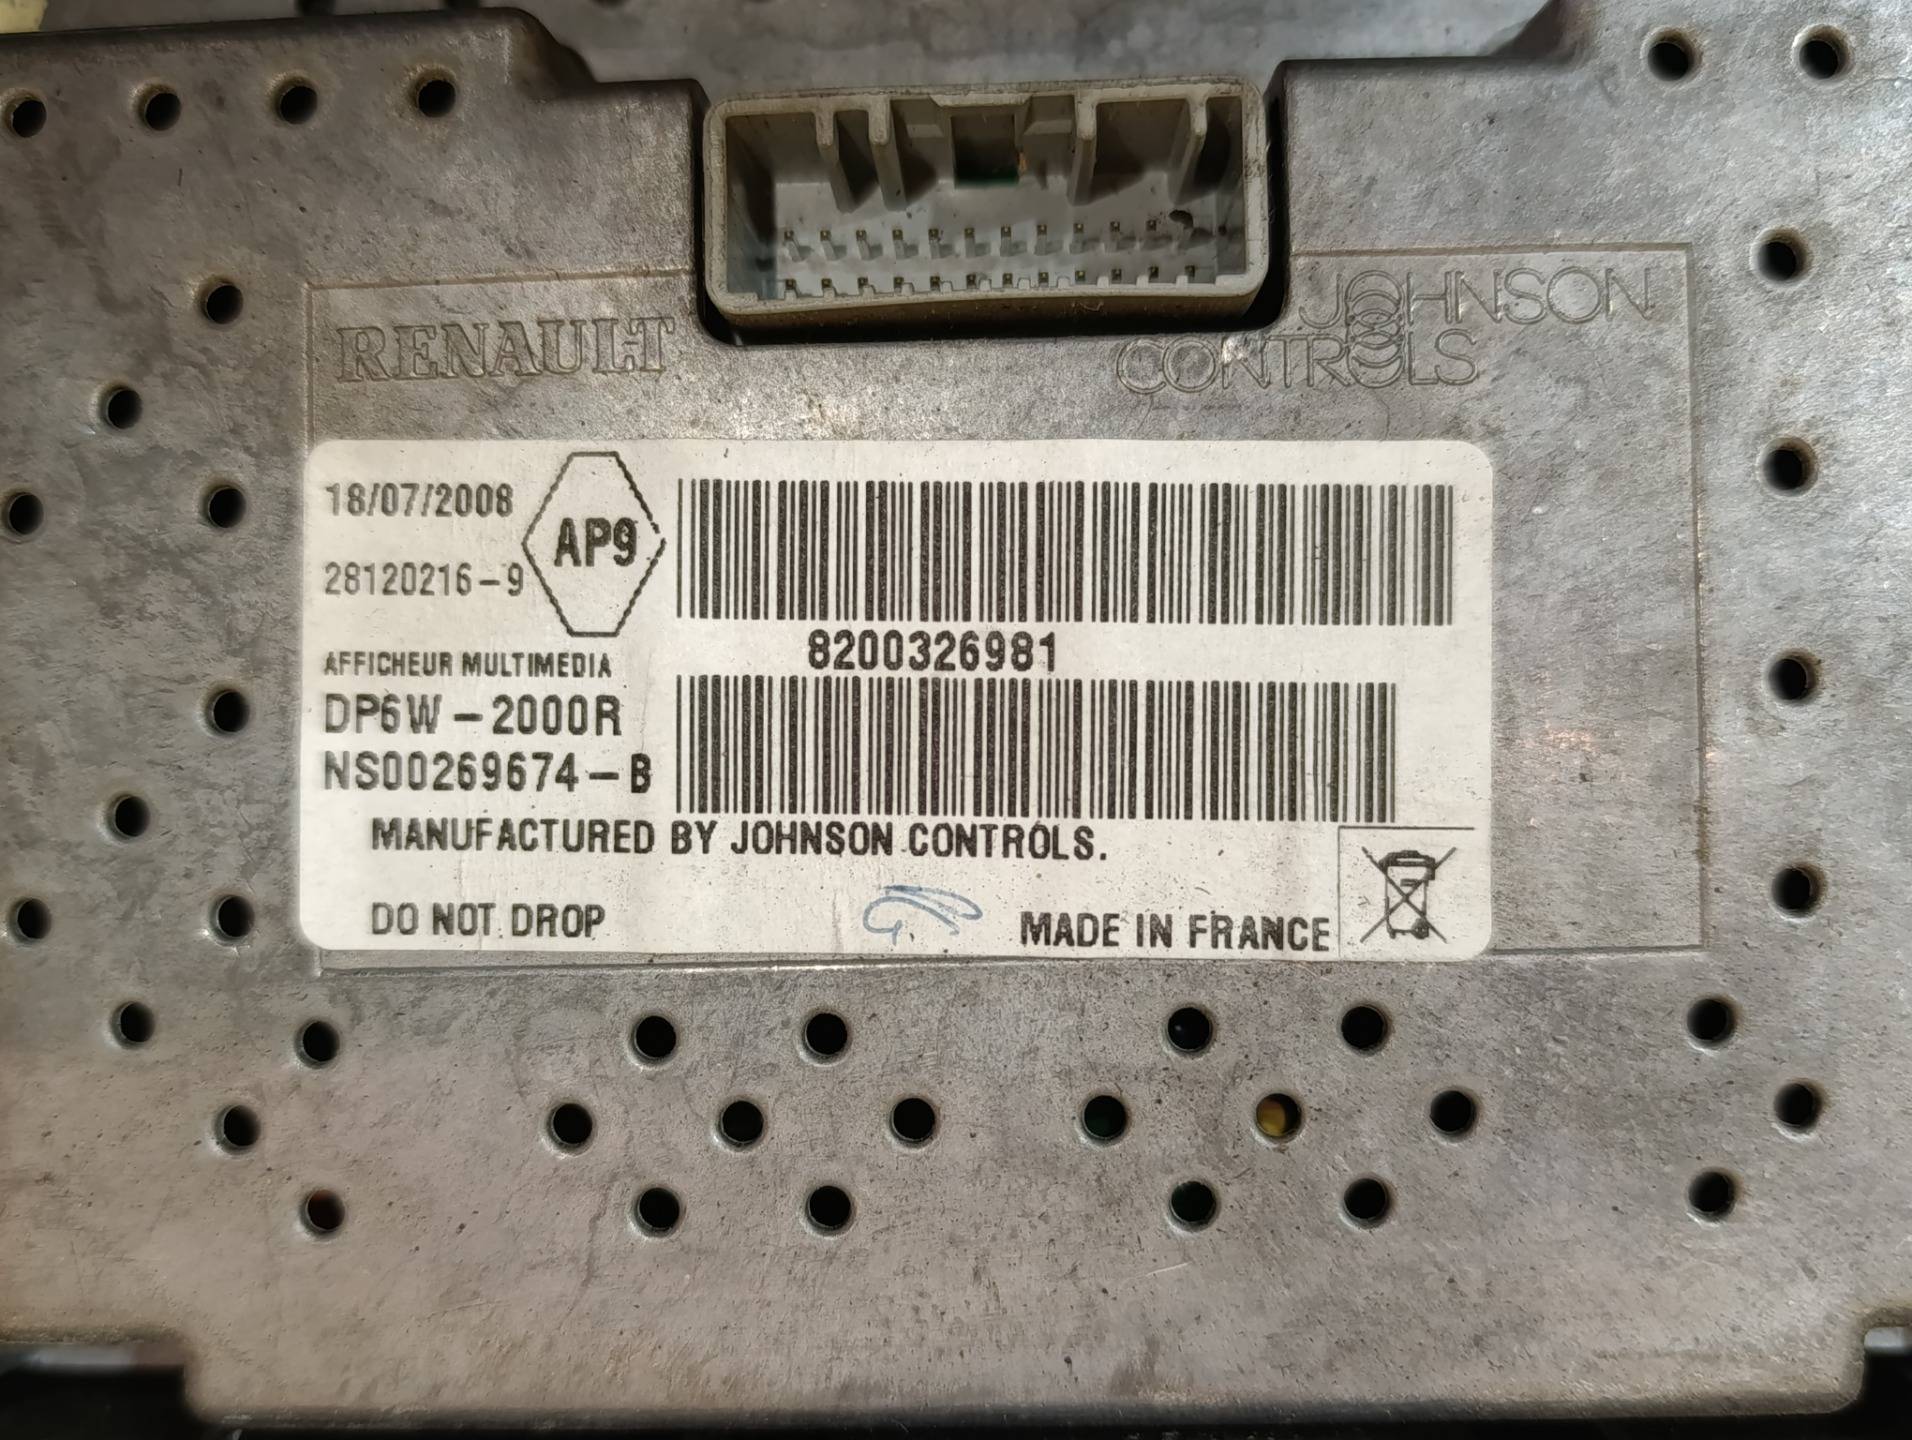 RENAULT
JOHNSON
CONTROLS
18/07/2008
AP9
28120216-9
8200326981
AFFICHEUR MULTIMEDIA
DP6W-2000R
NS00269674-B
MANUFACTURED BY JOHNSON CONTROLS.
DO NOT DROP
MADE IN FRANCE